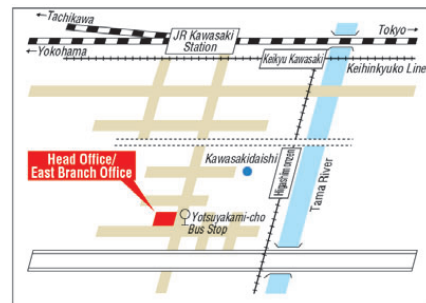 ←Tachikawa
Tokyo→
JR Kawasaki
Station
←Yokohama
Keikyu Kawasaki
Keihinkyuko Line
Head Office/
East Branch Office
Kawasakidaishi
Higashimonzen
Tama River
Yotsuyakami-cho
Bus Stop